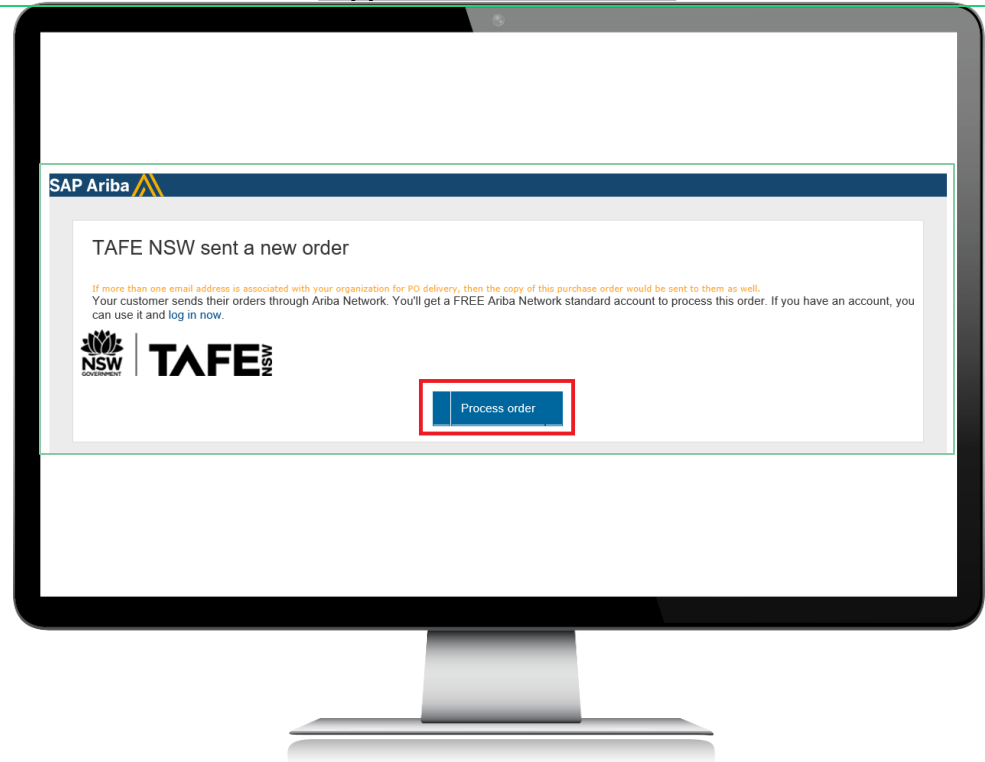 SAP Ariba
TAFE NSW sent a new order
If more than one email address is associated with your organization for PO delivery, then the copy of this purchase order would be sent to them as well.
Your customer sends their orders through Ariba Network. You'll get a FREE Ariba Network standard account to process this order. If you have an account, you
can use it and log in now.
NSW
GOVERNMENT
TAFE NSW
Process order